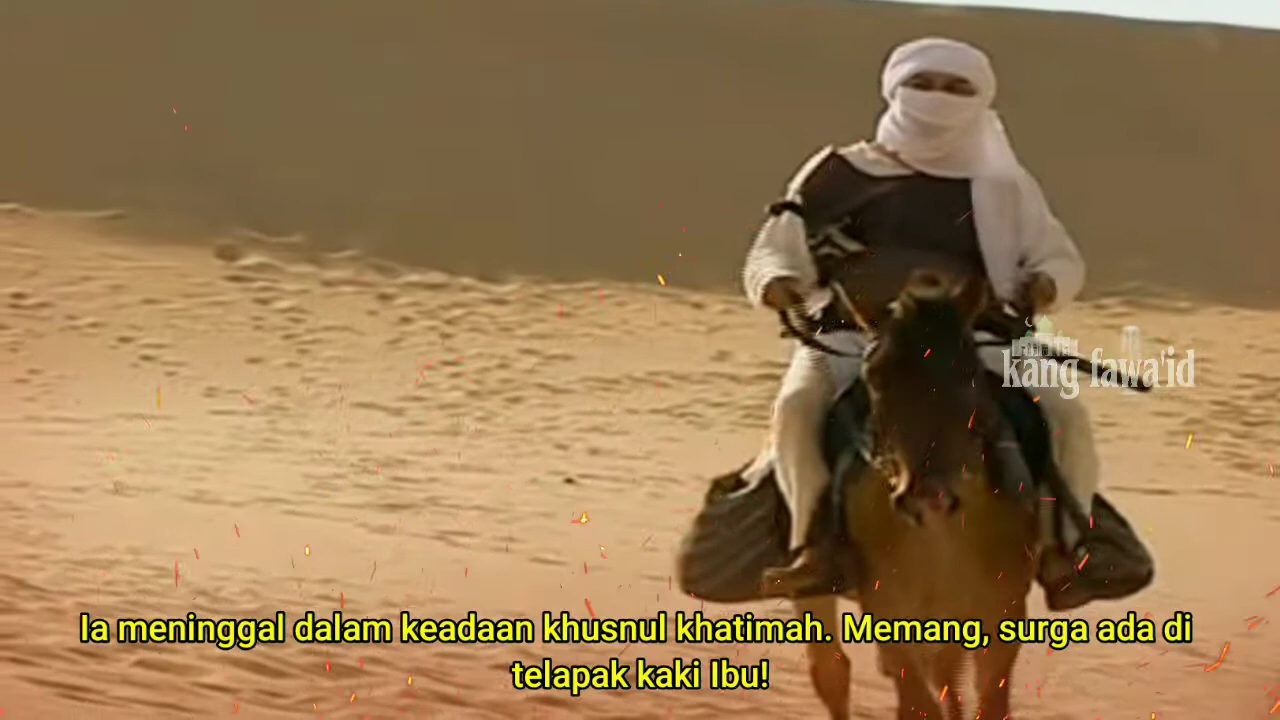 kang fawa'id
Ia meninggal dalam keadaan khusnul khatimah. Memang, surga ada di
telapak kaki Ibu!